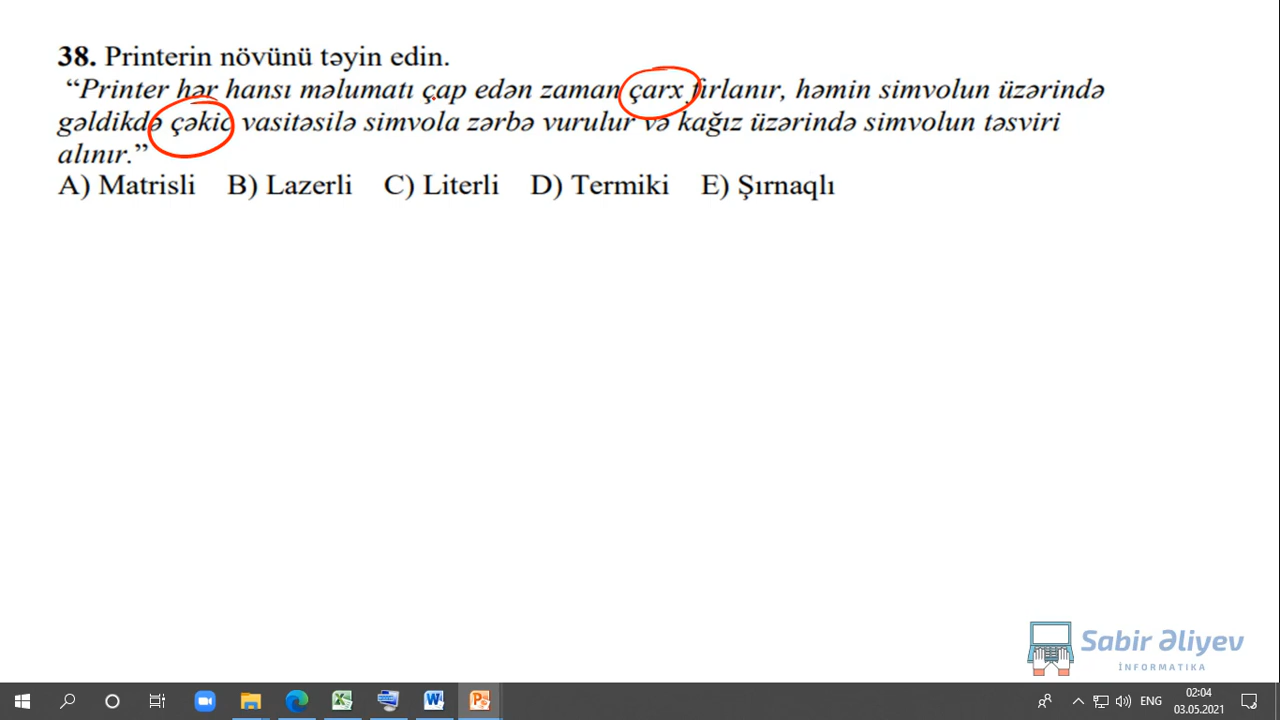 38. Printerin növünü təyin edin.
“Printer hər hansı məlumatı çap edən zaman çarx fırlanır, həmin simvolun üzərində
gəldikdə çəkic vasitəsilə simvola zərbə vurulur və kağız üzərində simvolun təsviri
alınır.”
A) Matrisli B) Lazerli C) Literli D) Termiki E) Şırnaqlı
Sabir Əliyev
İNFORMATIKA
ENG
02:04
03.05.2021